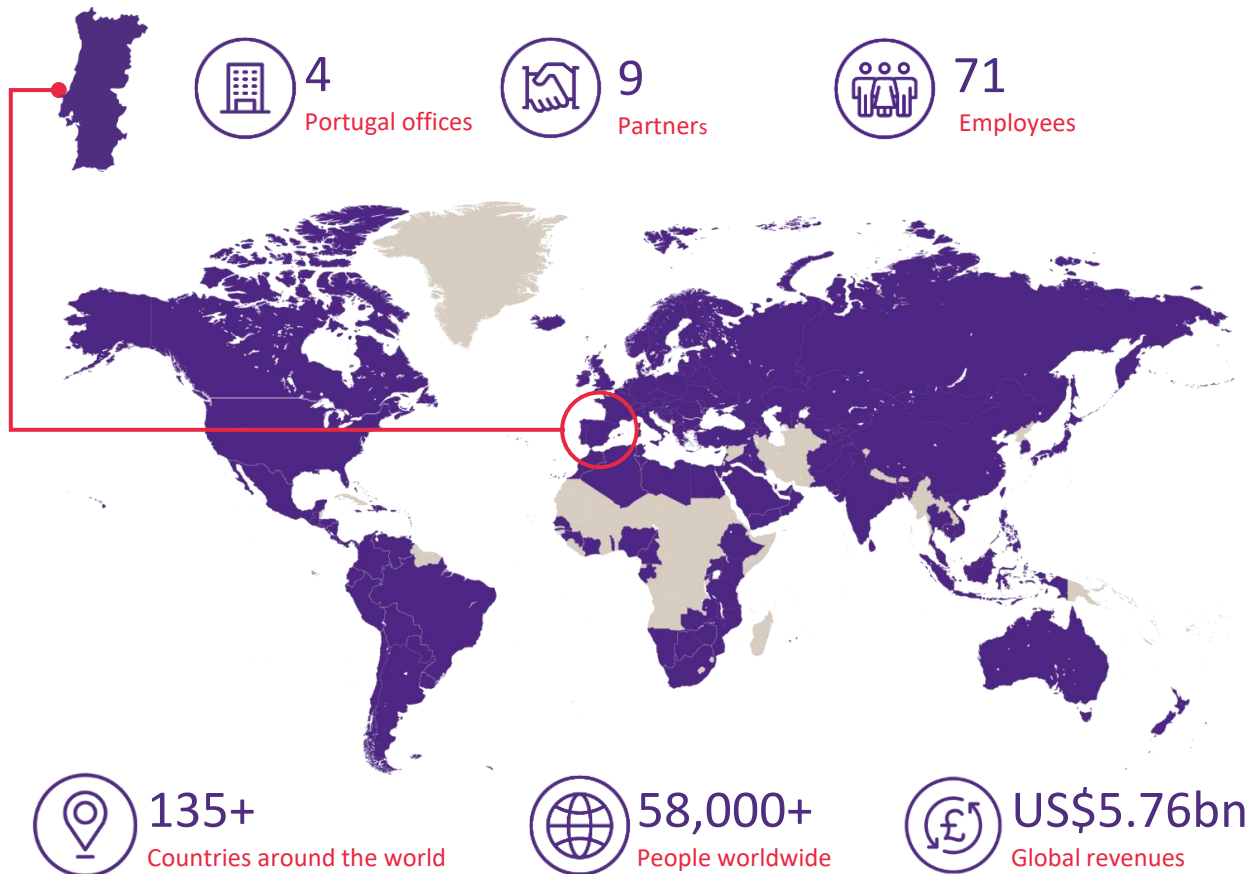 4
Portugal offices
9
Partners
71
Employees
135+
Countries around the world
58,000+
People worldwide
£
US$5.76bn
Global revenues